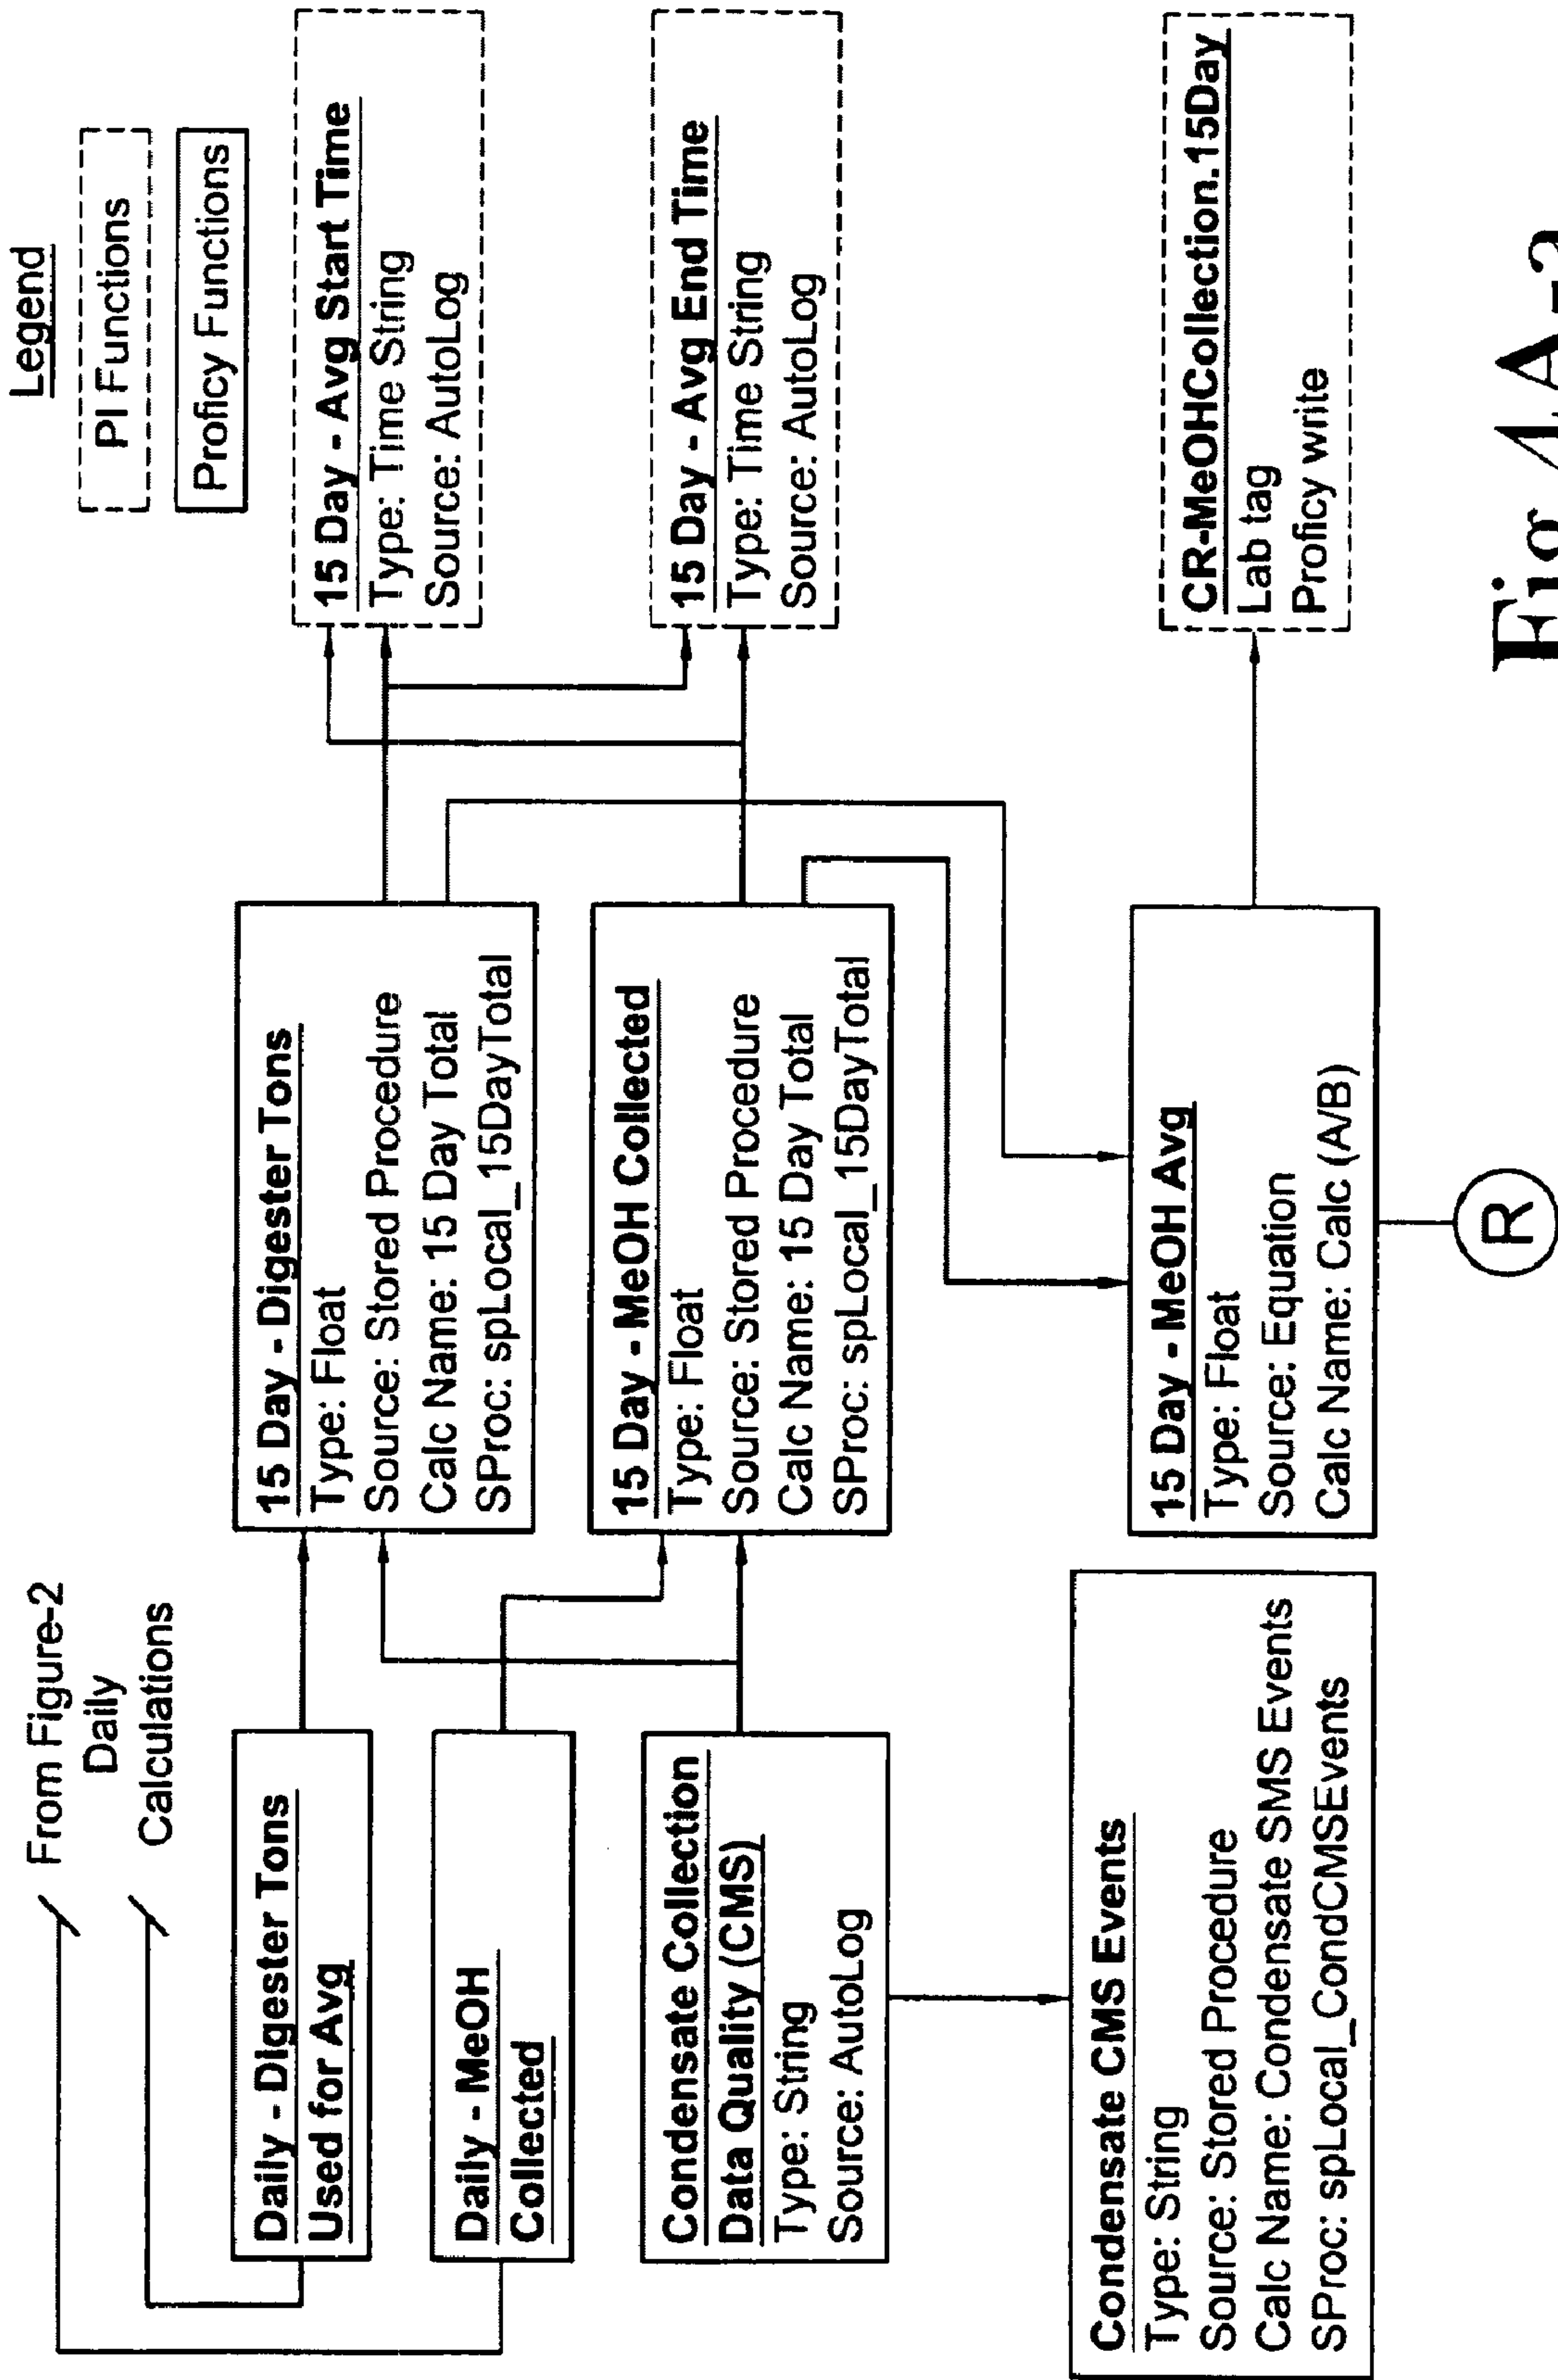 Legend
PI Functions
Proficy Functions
From Figure-2
Daily
Calculations
Daily - Digester Tons
Used for Avg
Daily - MeOH
Collected
Condensate Collection
Data Quality (CMS)
Type: String
Source: AutoLog
Condensate CMS Events
Type: String
Source: Stored Procedure
Calc Name: Condensate SMS Events
SProc: spLocal_CondCMSEvents
15 Day - Digester Tons
Type: Float
Source: Stored Procedure
Calc Name: 15 Day Total
SProc: spLocal_15DayTotal
15 Day - MeOH Collected
Type: Float
Source: Stored Procedure
Calc Name: 15 Day Total
SProc: spLocal_15DayTotal
15 Day - MeOH Avg
Type: Float
Source: Equation
Calc Name: Calc (A/B)
R
15 Day - Avg Start Time
Type: Time String
Source: AutoLog
15 Day - Avg End Time
Type: Time String
Source: AutoLog
CR-MeOHCollection.15Day
Lab tag
Proficy write
Fig 4A-2